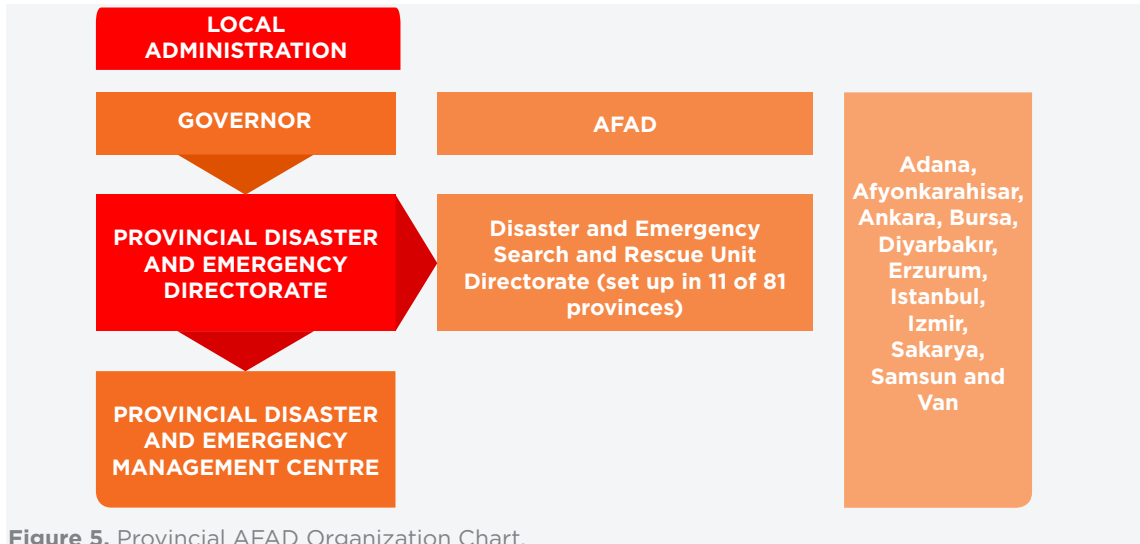 LOCAL
ADMINISTRATION
GOVERNOR
AFAD
PROVINCIAL DISASTER
AND EMERGENCY
DIRECTORATE
Disaster and Emergency
Search and Rescue Unit
Directorate (set up in 11 of 81
provinces)
PROVINCIAL DISASTER
AND EMERGENCY
MANAGEMENT CENTRE
Adana,
Afyonkarahisar,
Ankara, Bursa,
Diyarbakır,
Erzurum,
Istanbul,
Izmir,
Sakarya,
Samsun and
Van
Figure 5. Provincial AFAD Organization Chart.